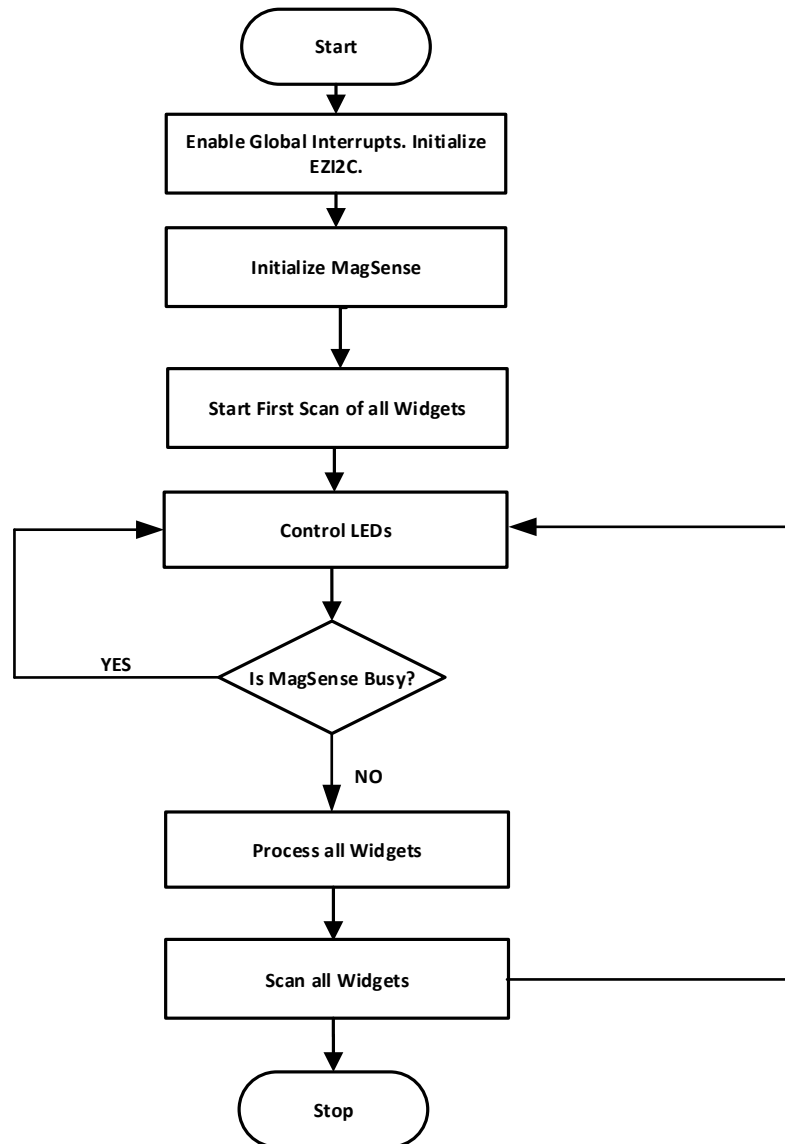 Start
Enable Global Interrupts. Initialize
EZI2C.
Initialize MagSense
Start First Scan of all Widgets
Control LEDs
YES
Is MagSense Busy?
NO
Process all Widgets
Scan all Widgets
Stop